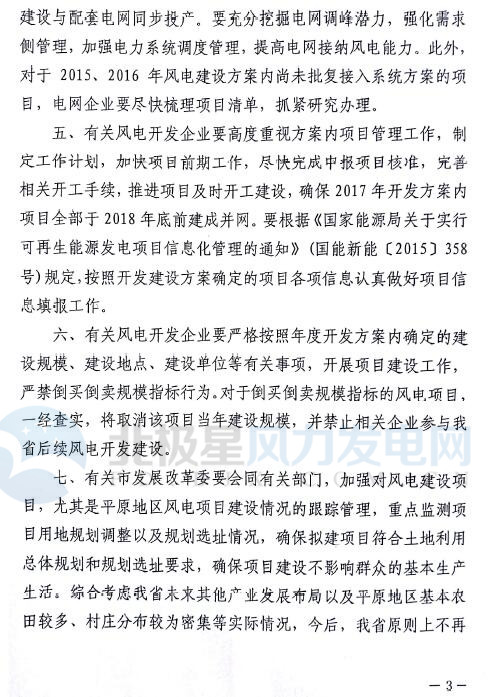 建设与配套电网同步投产。要充分挖掘电网调峰潜力，强化需求
侧管理，加强电力系统调度管理，提高电网接纳风电能力。此外，
对于 2015、2016 年风电建设方案内尚未批复接入系统方案的项
目，电网企业要尽快梳理项目清单，抓紧研究办理。
五、有关风电开发企业要高度重视方案内项目管理工作，制
定工作计划，加快项目前期工作，尽快完成申报项目核准，完善
相关开工手续，推进项目及时开工建设，确保 2017 年开发方案内
项目全部于 2018 年底前建成并网。要根据《国家能源局关于实行
可再生能源发电项目信息化管理的通知》（国能新能〔2015〕358
号）规定，按照开发建设方案确定的项目各项信息认真做好项目信
息填报工作。
六、有关风电开发企业要严格按照年度开发方案内确定的建
设规模、建设地点、建设单位等有关事项，开展项目建设工作，
严禁倒买倒卖规模指标行为。对于倒买倒卖规模指标的风电项目，
一经查实，将取消该项目当年建设规模，并禁止相关企业参与我
省后续风电开发建设。
北极星风力发电网
七、有关市发展改革委要会同有关部门，加强对风电建设项
目，尤其是平原地区风电项目建设情况的跟踪管理，重点监测项
目用地规划调整以及规划选址情况，确保拟建项目符合土地利用
总体规划和规划选址要求，确保项目建设不影响群众的基本生产
生活。综合考虑我省未来其他产业发展布局以及平原地区基本农
田较多、村庄分布较为密集等实际情况，今后，我省原则上不再
— 3 —